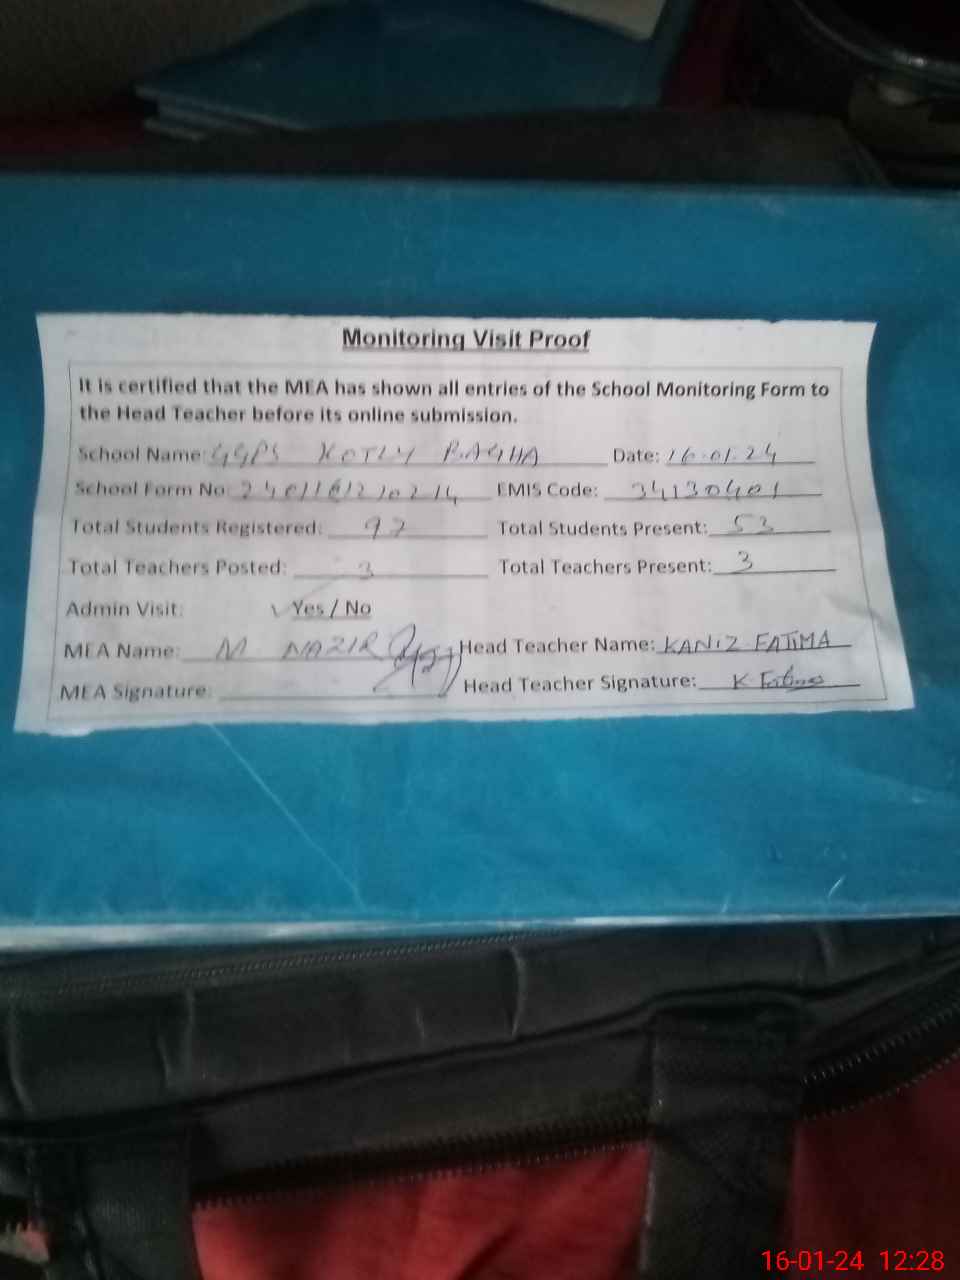 Monitoring Visit Proof
It is certified that the MEA has shown all entries of the School Monitoring Form to
the Head Teacher before its online submission.
School Name: GGPS KOTLY BAGHA Date: 16.01.24
School Form No: EMIS Code: 34130401
Total Students Registered: Total Students Present: 53
Total Teachers Posted: 3 Total Teachers Present: 3
Admin Visit: Yes / No
MEA Name: M NAZIR Head Teacher Name: KANIZ FATIMA
MEA Signature: Head Teacher Signature: K Fatima
16-01-24 12:28